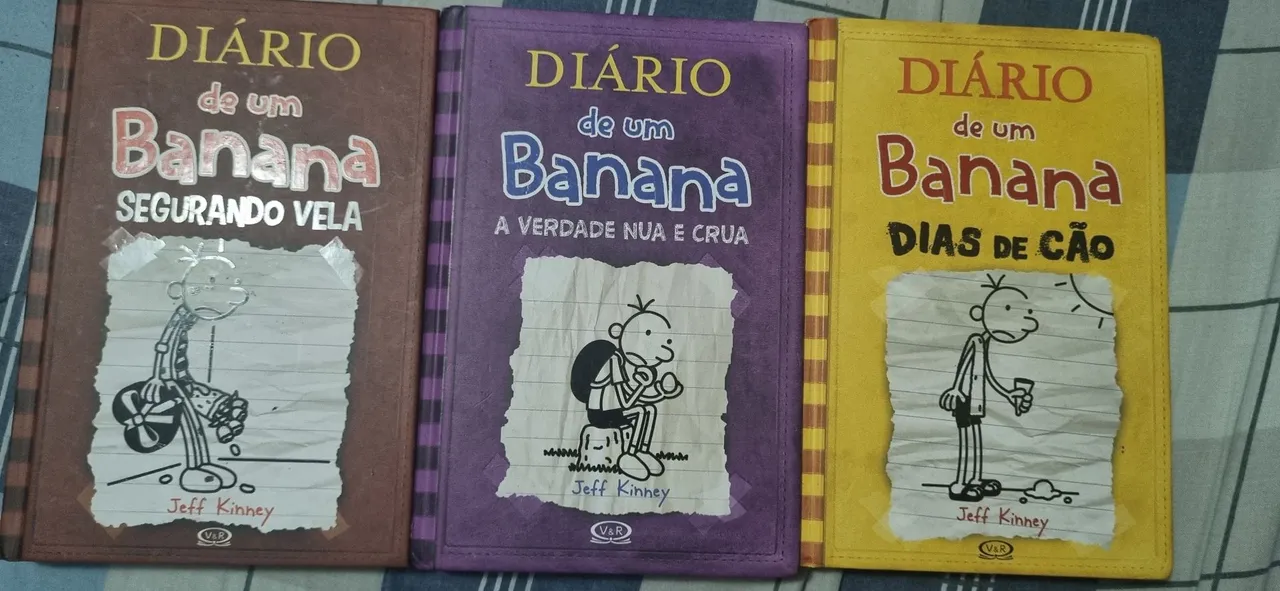 DIÁRIO
de um
Banana
SEGURANDO VELA
Jeff Kinney
V&R
DIÁRIO
de um
Banana
A VERDADE NUA E CRUA
Jeff Kinney
V&R
DIÁRIO
de um
Banana
DIAS DE CÃO
Jeff Kinney
V&R